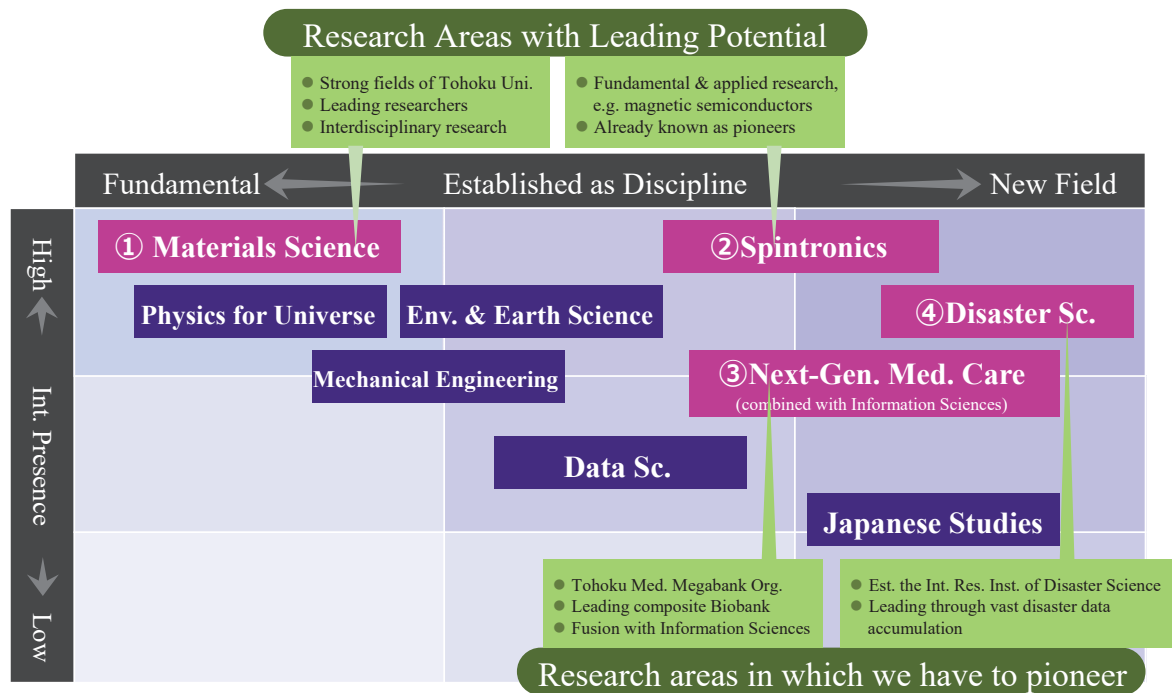 Research Areas with Leading Potential
● Strong fields of Tohoku Uni.
● Leading researchers
● Interdisciplinary research
● Fundamental & applied research,
e.g. magnetic semiconductors
● Already known as pioneers
Fundamental
Established as Discipline
New Field
High
Int. Presence
Low
① Materials Science
②Spintronics
Physics for Universe
Env. & Earth Science
④Disaster Sc.
Mechanical Engineering
③Next-Gen. Med. Care
(combined with Information Sciences)
Data Sc.
Japanese Studies
● Tohoku Med. Megabank Org.
● Leading composite Biobank
● Fusion with Information Sciences
● Est. the Int. Res. Inst. of Disaster Science
● Leading through vast disaster data
accumulation
Research areas in which we have to pioneer